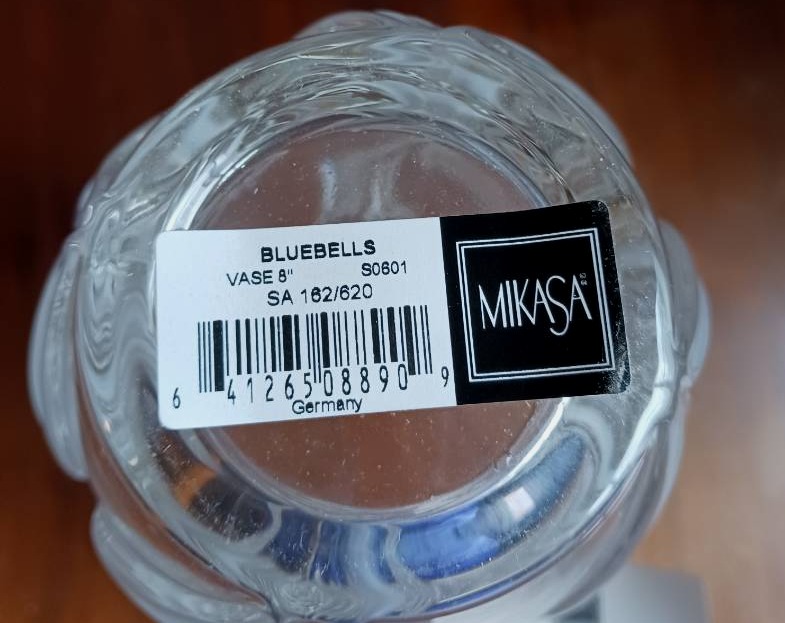 BLUEBELLS
VASE 8" S0601
SA 162/620
6 41265 08890 9
Germany
MIKASA